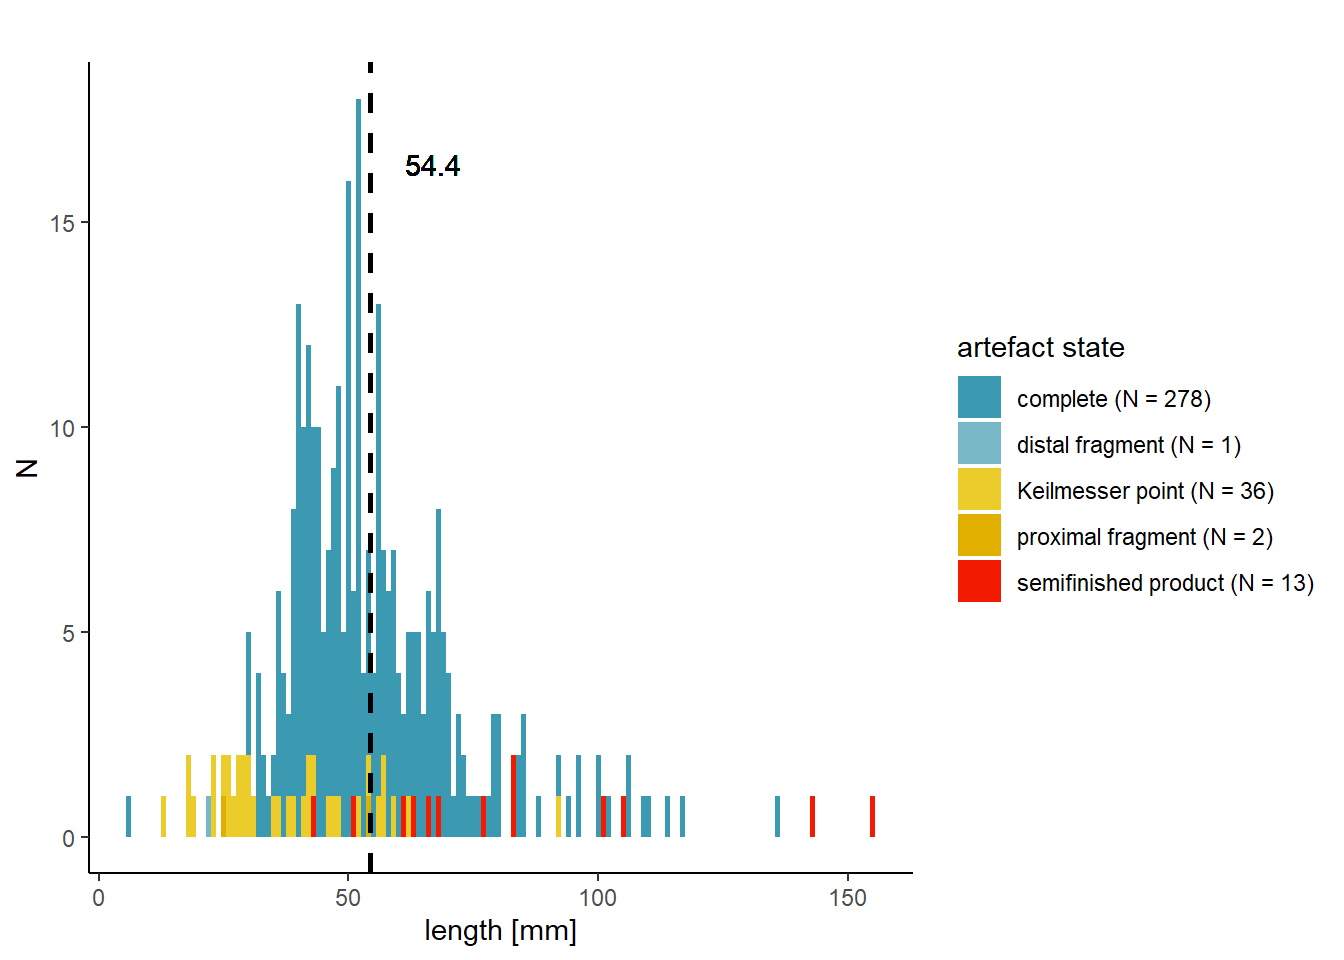 54.4
15
10
5
0
N
0
50
100
150
length [mm]
artefact state
complete (N = 278)
distal fragment (N = 1)
Keilmesser point (N = 36)
proximal fragment (N = 2)
semifinished product (N = 13)